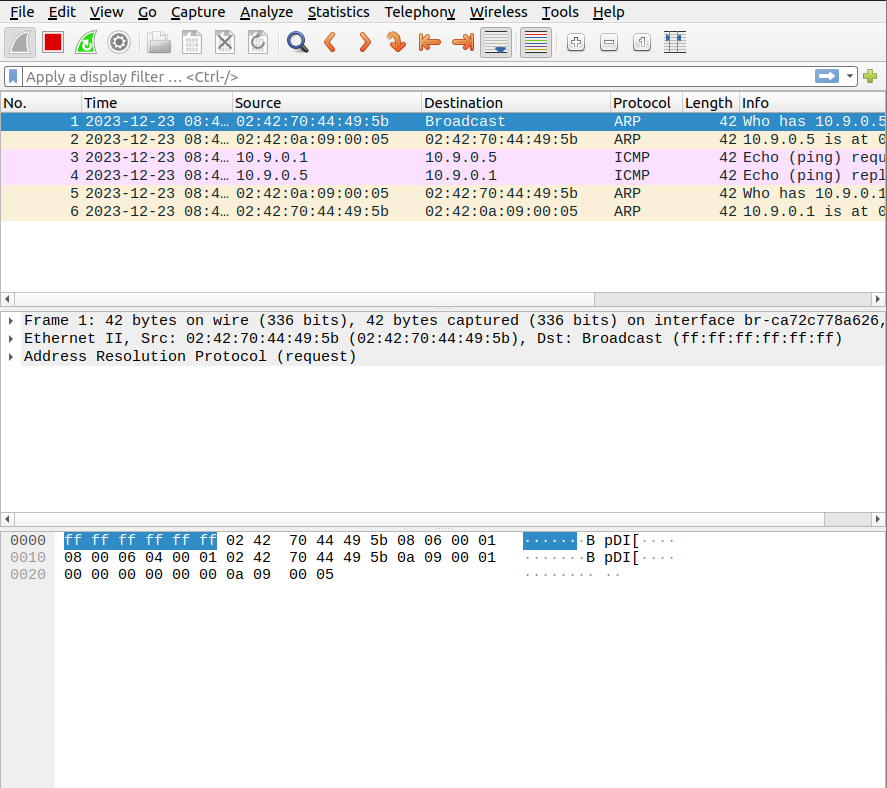 File Edit View Go Capture Analyze Statistics Telephony Wireless Tools Help
Apply a display filter … <Ctrl-/>
No. Time Source Destination Protocol Length Info
1 2023-12-23 08:4… 02:42:70:44:49:5b Broadcast ARP 42 Who has 10.9.0.5
2 2023-12-23 08:4… 02:42:0a:09:00:05 02:42:70:44:49:5b ARP 42 10.9.0.5 is at 0
3 2023-12-23 08:4… 10.9.0.1 10.9.0.5 ICMP 42 Echo (ping) requ
4 2023-12-23 08:4… 10.9.0.5 10.9.0.1 ICMP 42 Echo (ping) repl
5 2023-12-23 08:4… 02:42:0a:09:00:05 02:42:70:44:49:5b ARP 42 Who has 10.9.0.1
6 2023-12-23 08:4… 02:42:70:44:49:5b 02:42:0a:09:00:05 ARP 42 10.9.0.1 is at 0
Frame 1: 42 bytes on wire (336 bits), 42 bytes captured (336 bits) on interface br-ca72c778a626,
Ethernet II, Src: 02:42:70:44:49:5b (02:42:70:44:49:5b), Dst: Broadcast (ff:ff:ff:ff:ff:ff)
Address Resolution Protocol (request)
0000 ff ff ff ff ff ff 02 42 70 44 49 5b 08 06 00 01 ·······B pDI[····
0010 08 00 06 04 00 01 02 42 70 44 49 5b 0a 09 00 01 ·······B pDI[····
0020 00 00 00 00 00 00 0a 09 00 05 ········ ··